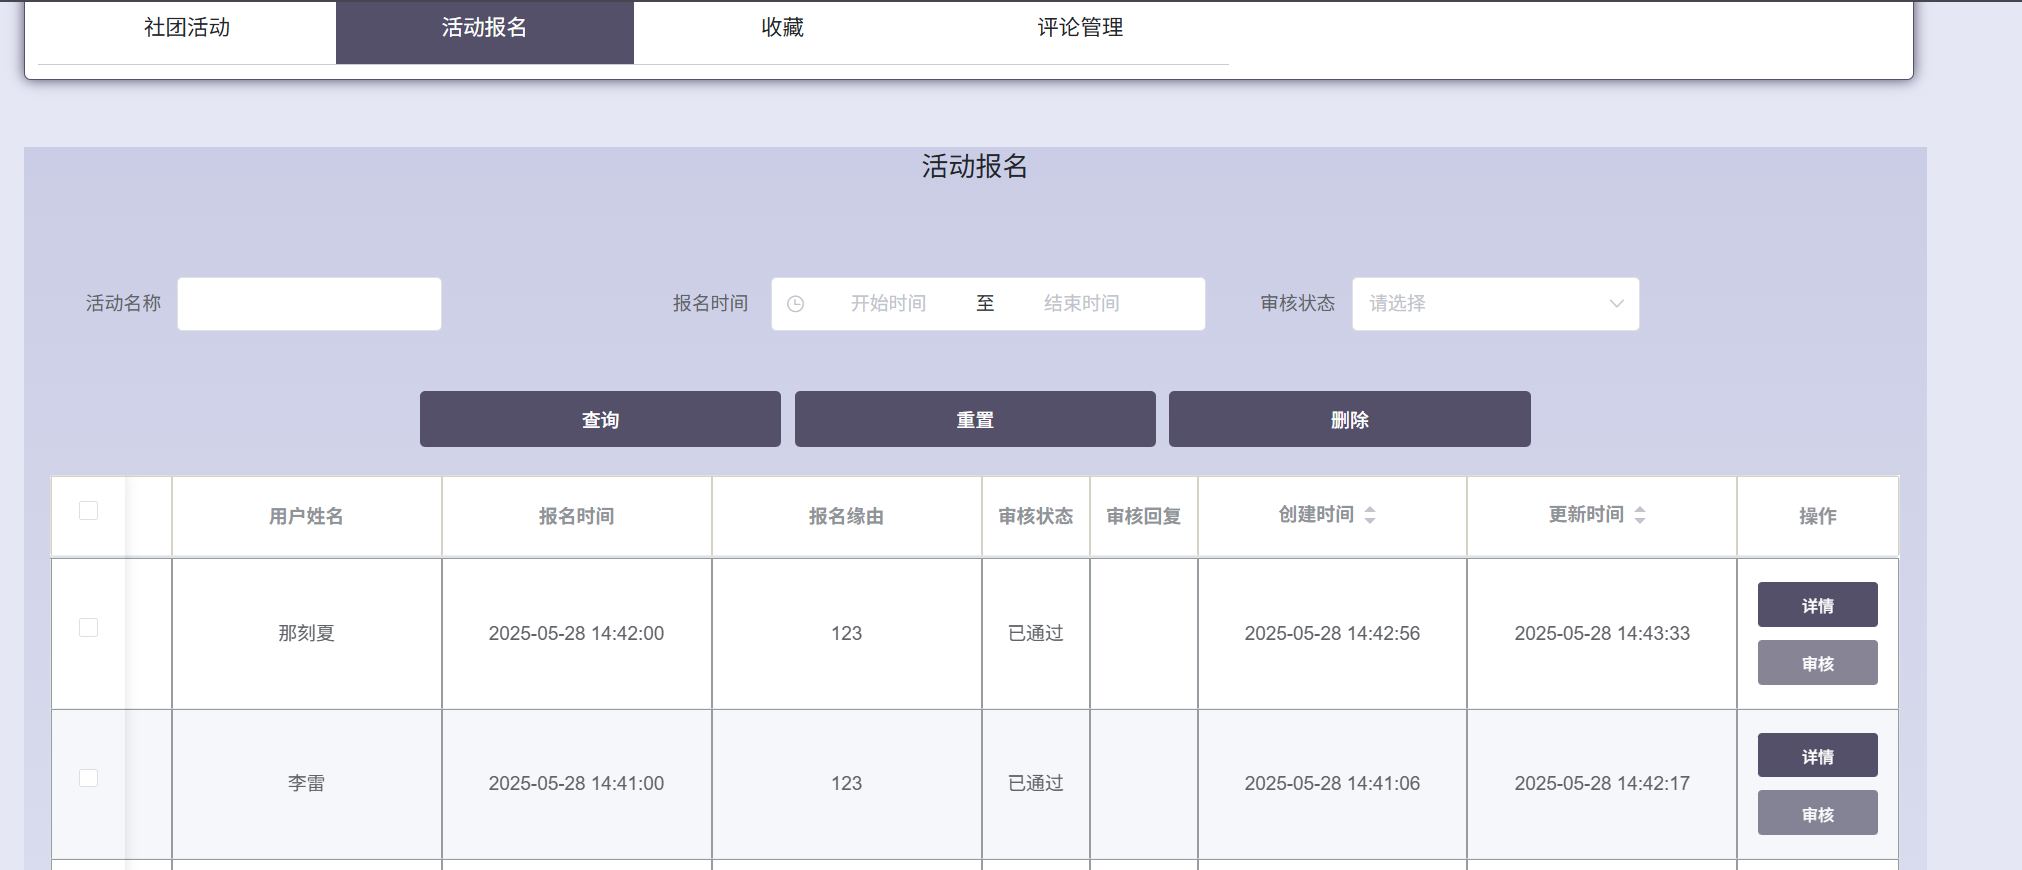 社团活动 活动报名 收藏 评论管理
活动报名
活动名称 报名时间 开始时间 至 结束时间 审核状态 请选择
查询 重置 删除
用户姓名 报名时间 报名缘由 审核状态 审核回复 创建时间 更新时间 操作
那刻夏 2025-05-28 14:42:00 123 已通过 2025-05-28 14:42:56 2025-05-28 14:43:33 详情
审核
李雷 2025-05-28 14:41:00 123 已通过 2025-05-28 14:41:06 2025-05-28 14:42:17 详情
审核